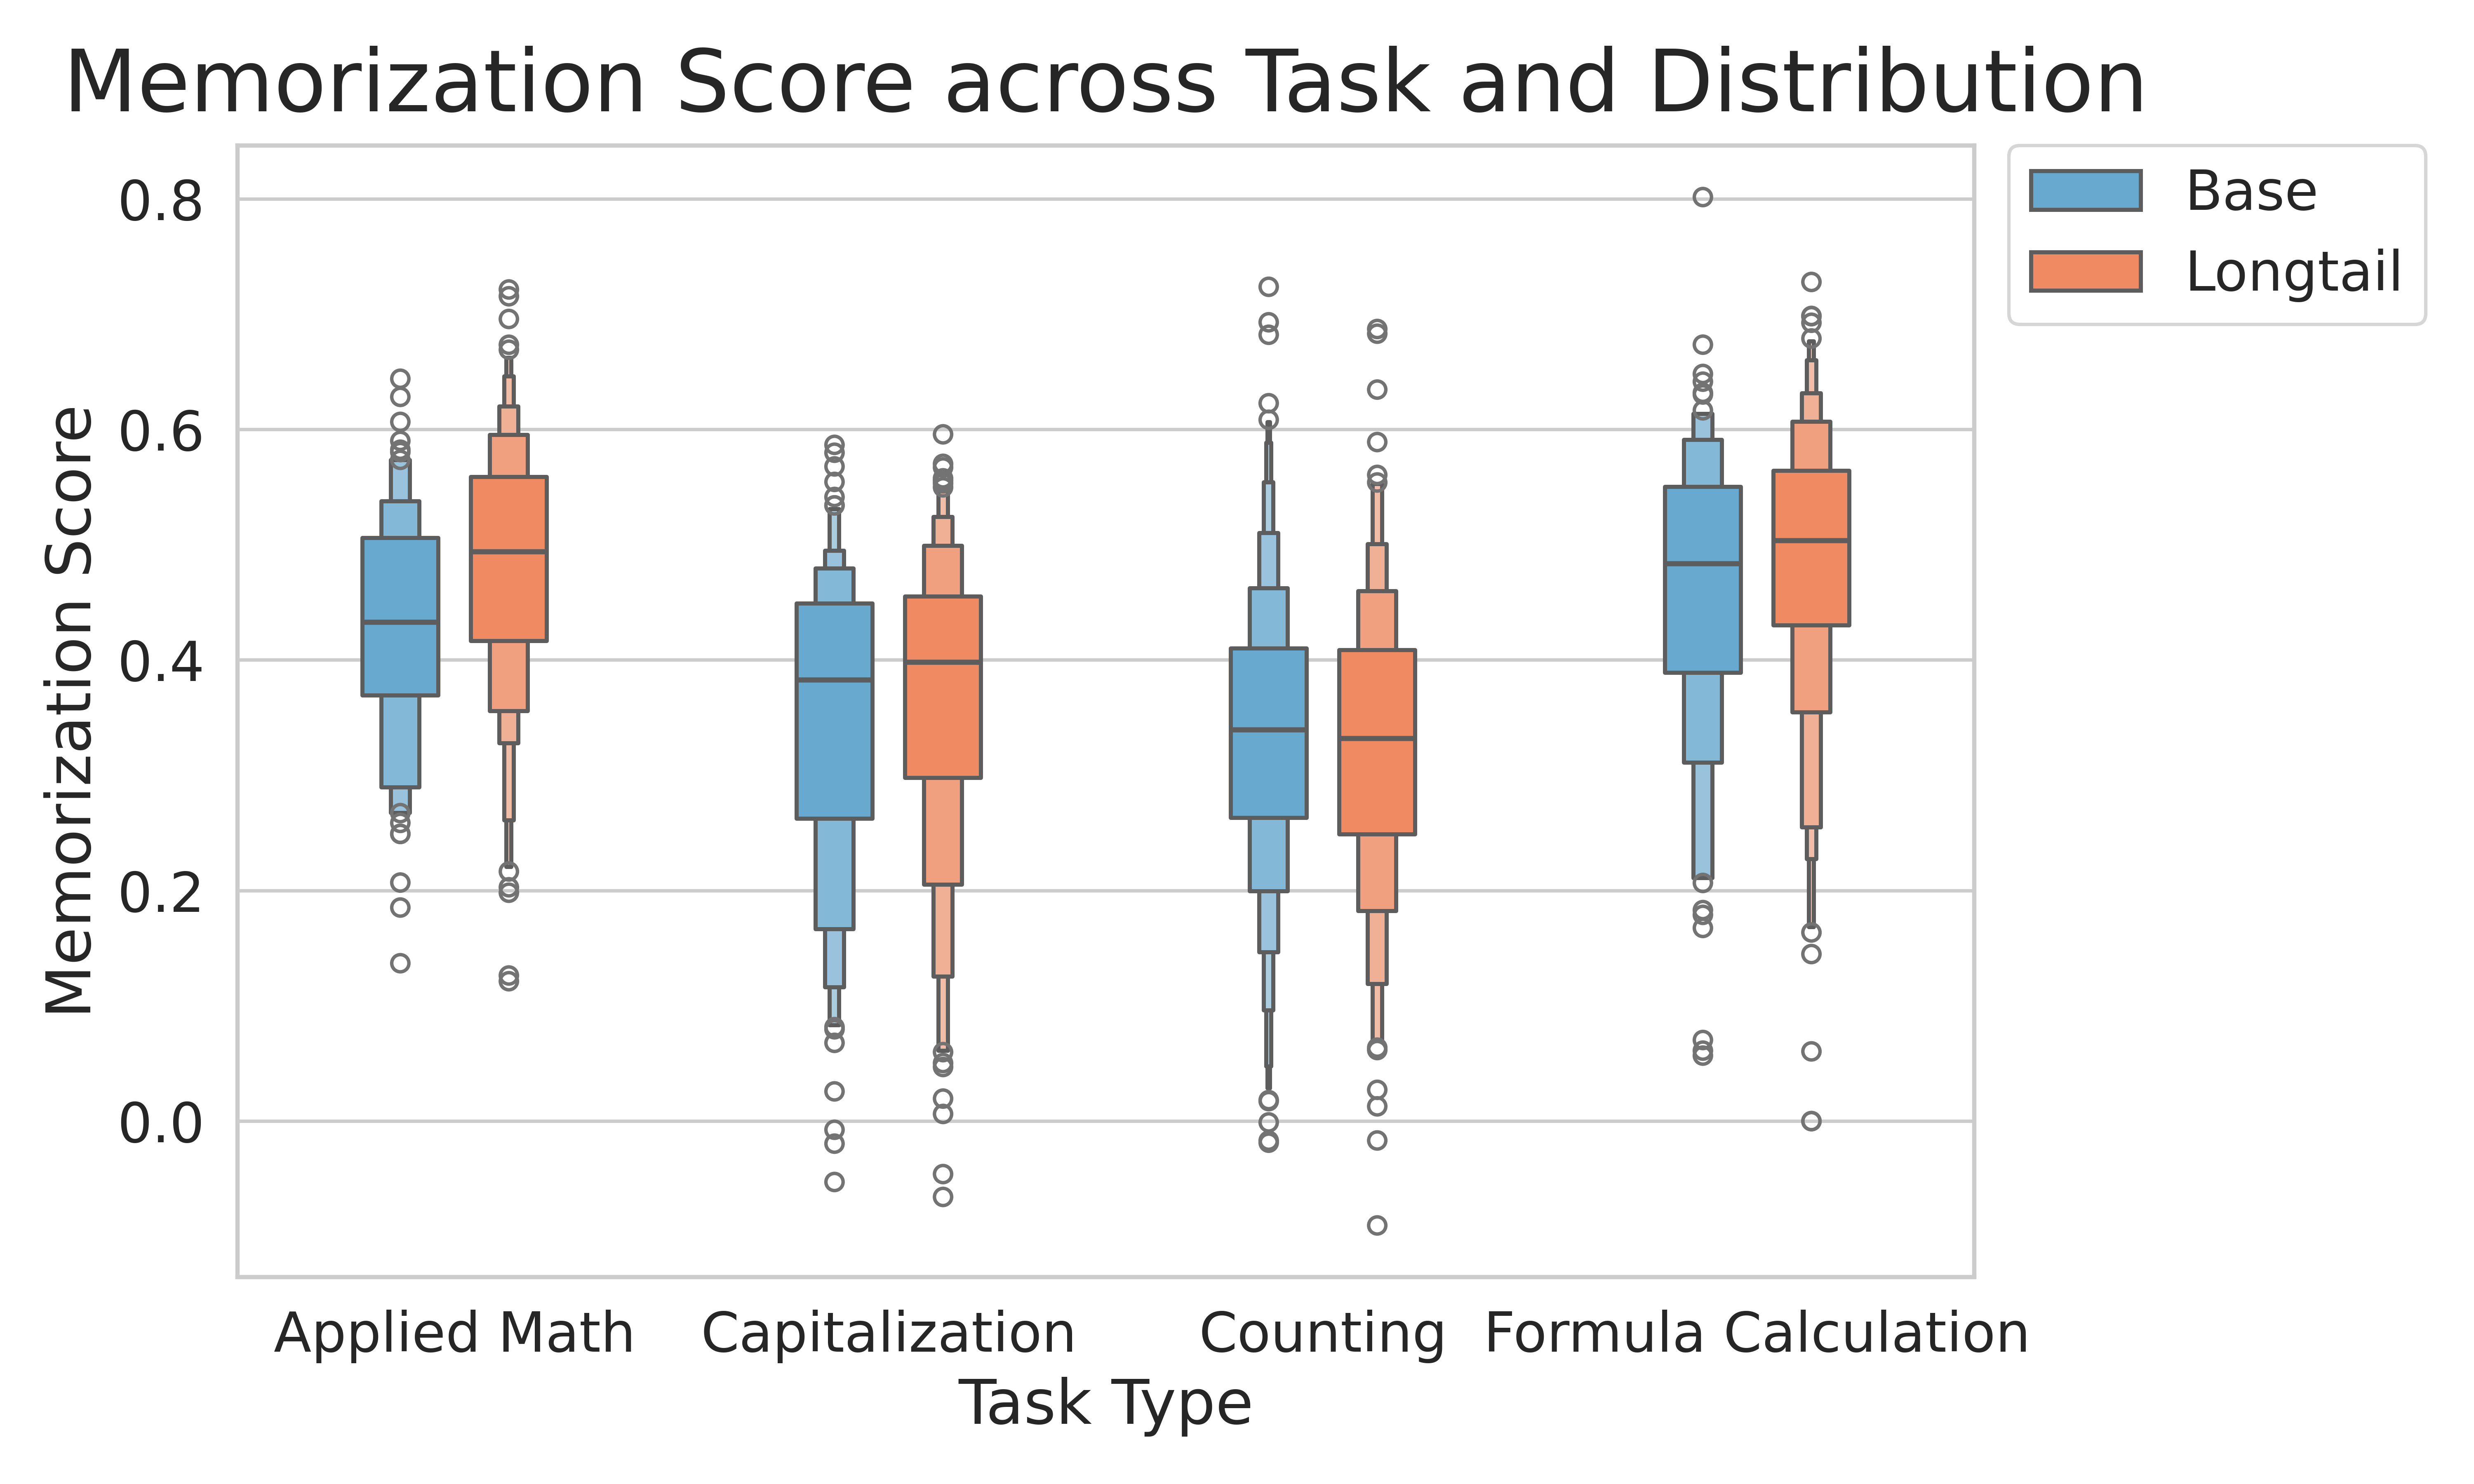 Memorization Score across Task and Distribution
Base
Longtail
Memorization Score
0.8
0.6
0.4
0.2
0.0
Applied Math
Capitalization
Counting
Formula Calculation
Task Type